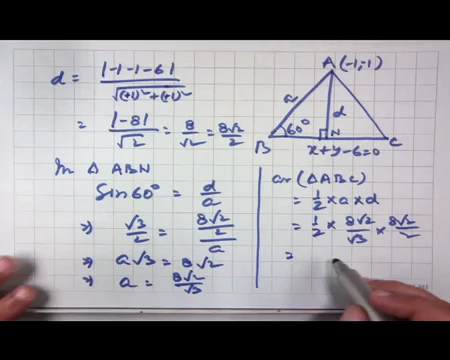 d = |-1-1-6| / √((+1)² + (+1)²)
= |-8| / √2 = 8/√2 = 8√2/2
In Δ ABN
Sin60° = d/a
⇒ √3/2 = (8√2/2)/a
⇒ a√3 = 8√2
⇒ a = 8√2/√3
A (-1,-1)
a
d
60°
N
B
C
x+y-6=0
ar (ΔABC)
= 1/2 × a × d
= 1/2 × 8√2/√3 × 8√2/2
=